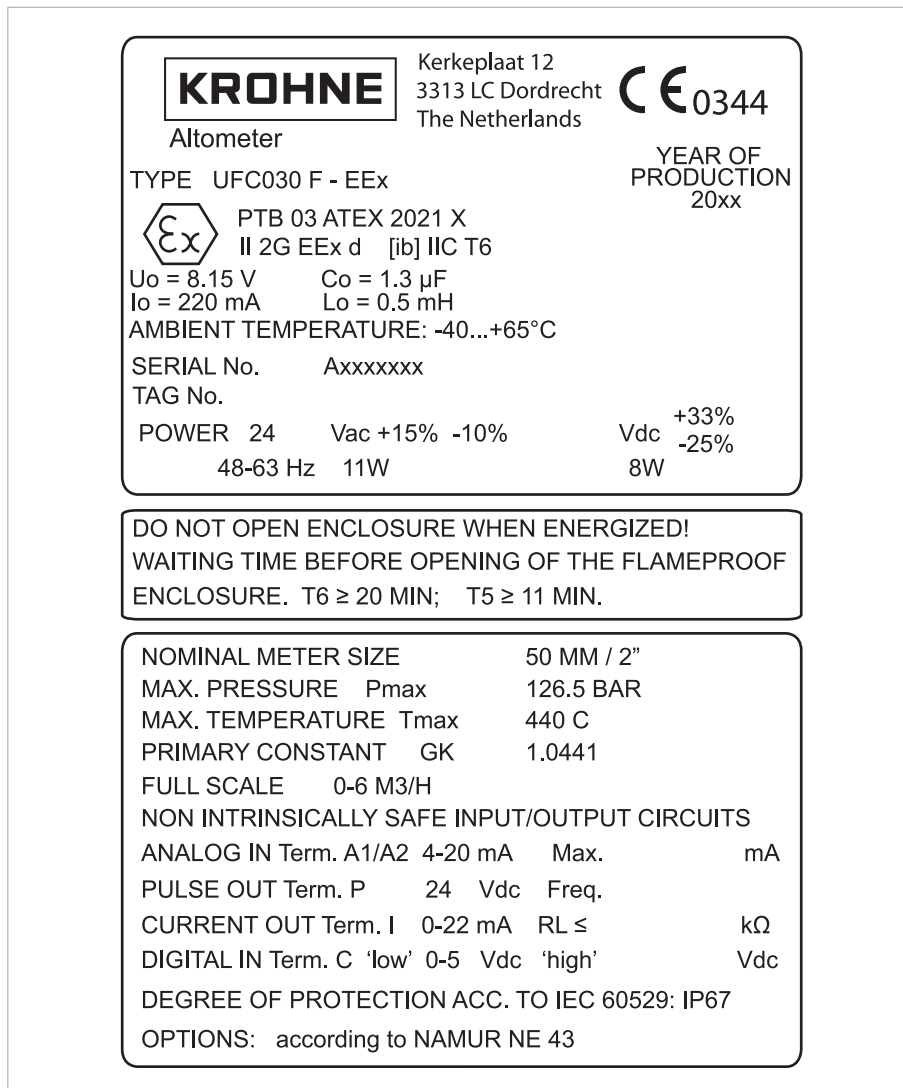 KROHNE
Altometer
Kerkeplaat 12
3313 LC Dordrecht
The Netherlands
CE 0344
YEAR OF
PRODUCTION
20xx
TYPE UFC030 F - EEx
Ex PTB 03 ATEX 2021 X
II 2G EEx d [ib] IIC T6
Uo = 8.15 V Co = 1.3 µF
Io = 220 mA Lo = 0.5 mH
AMBIENT TEMPERATURE: -40...+65°C
SERIAL No. Axxxxxxx
TAG No.
POWER 24 Vac +15% -10% Vdc +33% -25%
48-63 Hz 11W 8W
DO NOT OPEN ENCLOSURE WHEN ENERGIZED!
WAITING TIME BEFORE OPENING OF THE FLAMEPROOF
ENCLOSURE. T6 ≥ 20 MIN; T5 ≥ 11 MIN.
NOMINAL METER SIZE 50 MM / 2”
MAX. PRESSURE Pmax 126.5 BAR
MAX. TEMPERATURE Tmax 440 C
PRIMARY CONSTANT GK 1.0441
FULL SCALE 0-6 M3/H
NON INTRINSICALLY SAFE INPUT/OUTPUT CIRCUITS
ANALOG IN Term. A1/A2 4-20 mA Max. mA
PULSE OUT Term. P 24 Vdc Freq.
CURRENT OUT Term. I 0-22 mA RL ≤ kΩ
DIGITAL IN Term. C ‘low’ 0-5 Vdc ‘high’ Vdc
DEGREE OF PROTECTION ACC. TO IEC 60529: IP67
OPTIONS: according to NAMUR NE 43